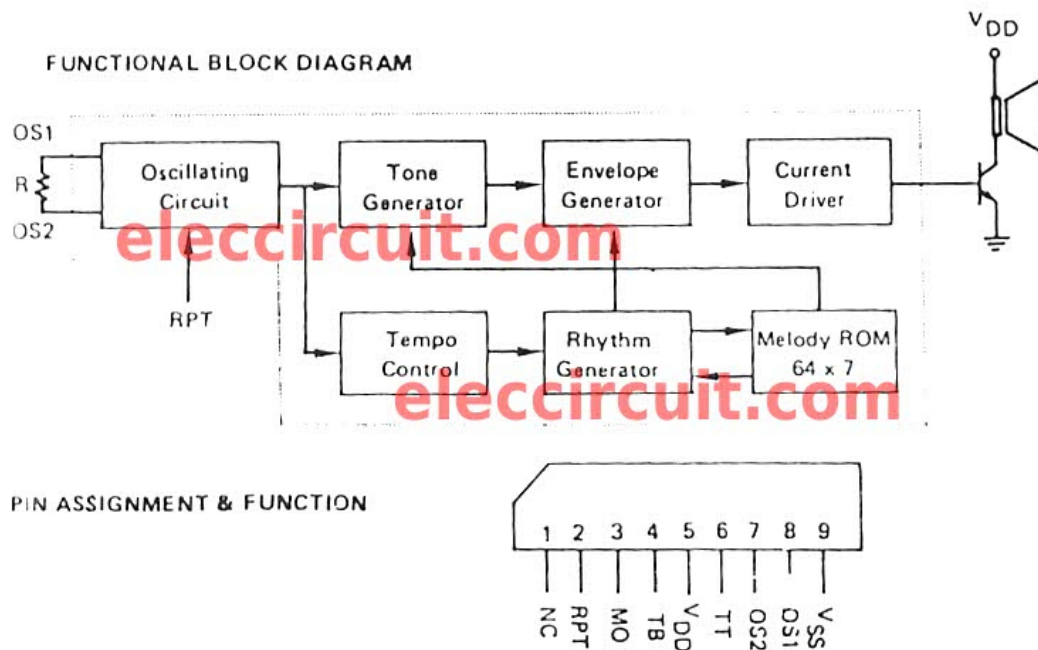 V DD
FUNCTIONAL BLOCK DIAGRAM
OS1
R
OS2
Oscillating
Circuit
Tone
Generator
Envelope
Generator
Current
Driver
eleccircuit.com
RPT
Tempo
Control
Rhythm
Generator
Melody ROM
64 x 7
eleccircuit.com
PIN ASSIGNMENT & FUNCTION
1 2 3 4 5 6 7 8 9
NC RPT MO TB VDD TT OS2 OS1 VSS